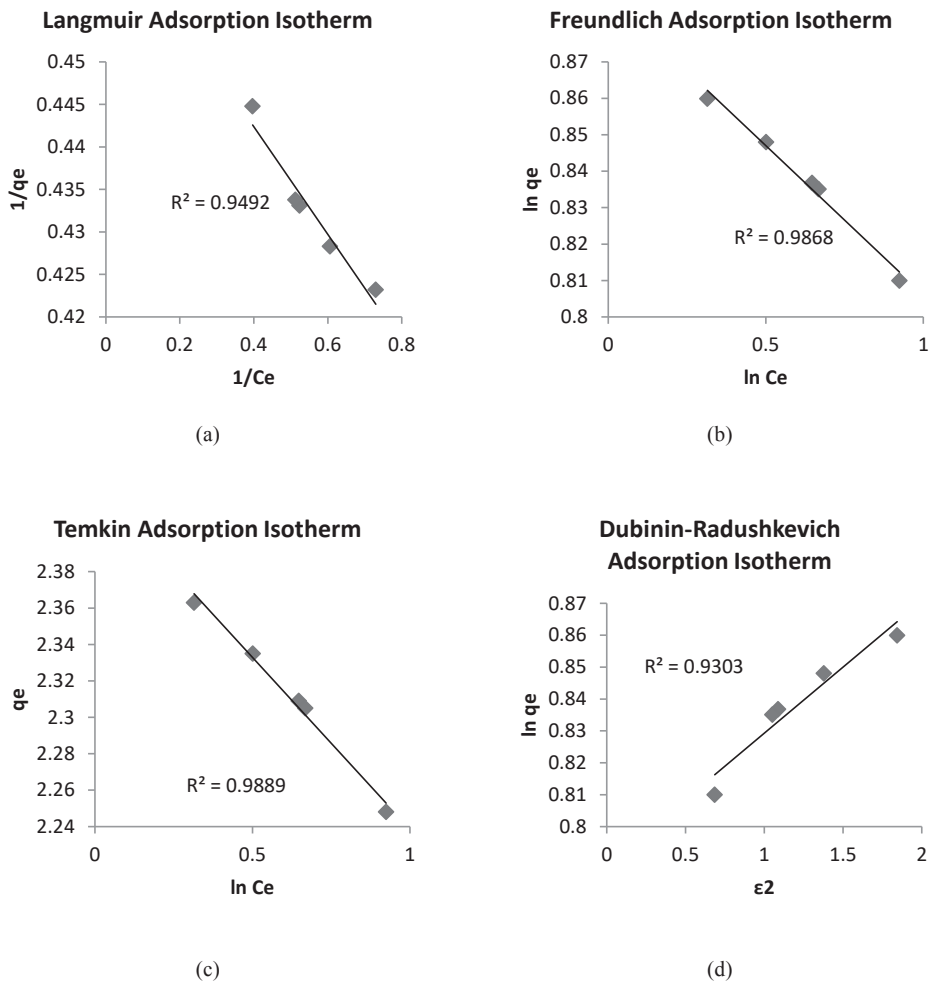 Langmuir Adsorption Isotherm
0.45
0.445
0.44
0.435
0.43
0.425
0.42
1/qe
R² = 0.9492
0 0.2 0.4 0.6 0.8
1/Ce
(a)
Freundlich Adsorption Isotherm
0.87
0.86
0.85
0.84
0.83
0.82
0.81
0.8
ln qe
R² = 0.9868
0 0.5 1
ln Ce
(b)
Temkin Adsorption Isotherm
2.38
2.36
2.34
2.32
2.3
2.28
2.26
2.24
qe
R² = 0.9889
0 0.5 1
ln Ce
(c)
Dubinin-Radushkevich
Adsorption Isotherm
0.87
0.86
0.85
0.84
0.83
0.82
0.81
0.8
ln qe
R² = 0.9303
0 0.5 1 1.5 2
ε2
(d)